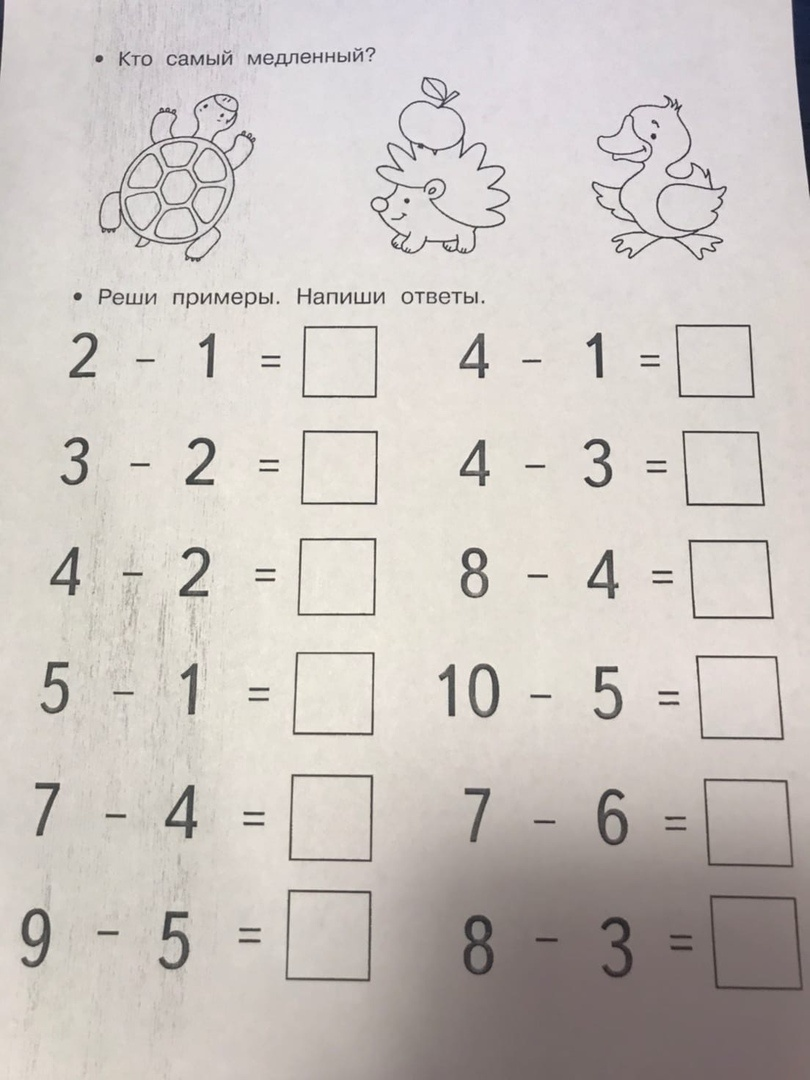 • Кто самый медленный?
• Реши примеры. Напиши ответы.
2 - 1 = 4 - 1 =
3 - 2 = 4 - 3 =
4 - 2 = 8 - 4 =
5 - 1 = 10 - 5 =
7 - 4 = 7 - 6 =
9 - 5 = 8 - 3 =